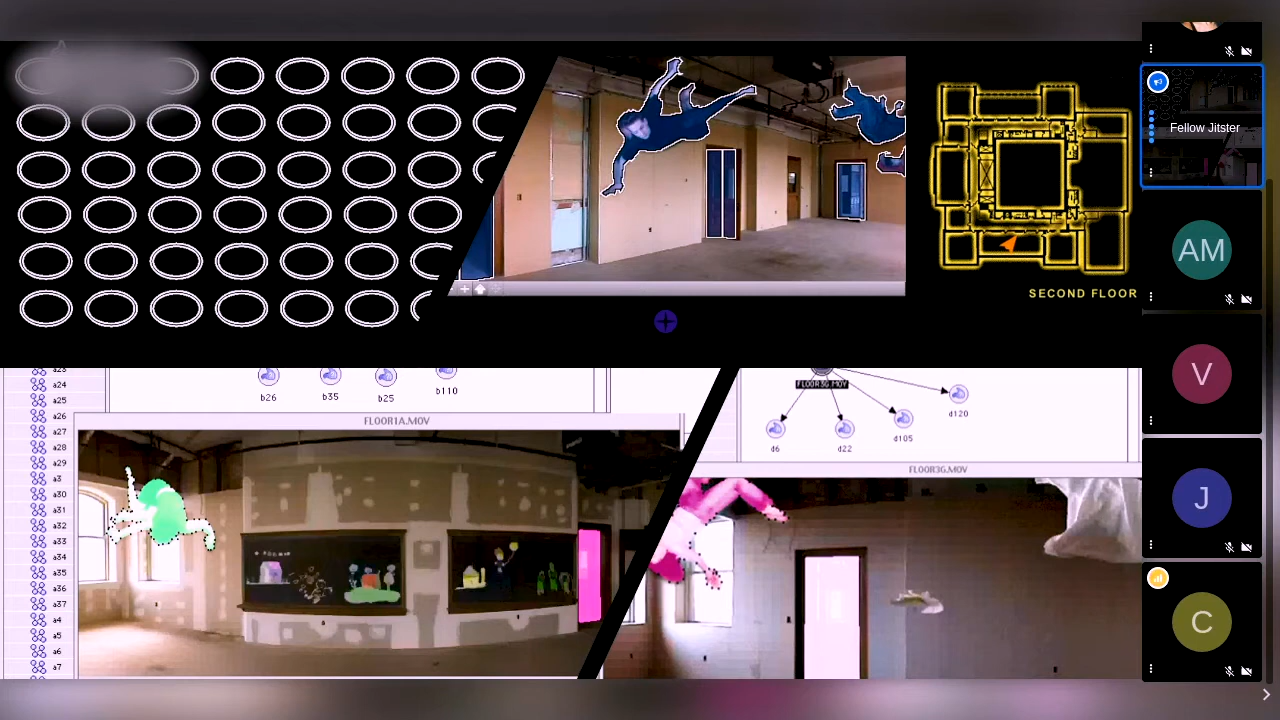 Fellow Jitster
AM
V
J
C
SECOND FLOOR
a23
a24
a25
a26
a27
a28
a29
a3
a30
a31
a32
a33
a34
a35
a36
a37
a4
a5
a6
a7
b26
b35
b25
b110
FLOOR1A.MOV
FLOOR3G.MOV
d6
d22
d105
d120
FLOOR3G.MOV